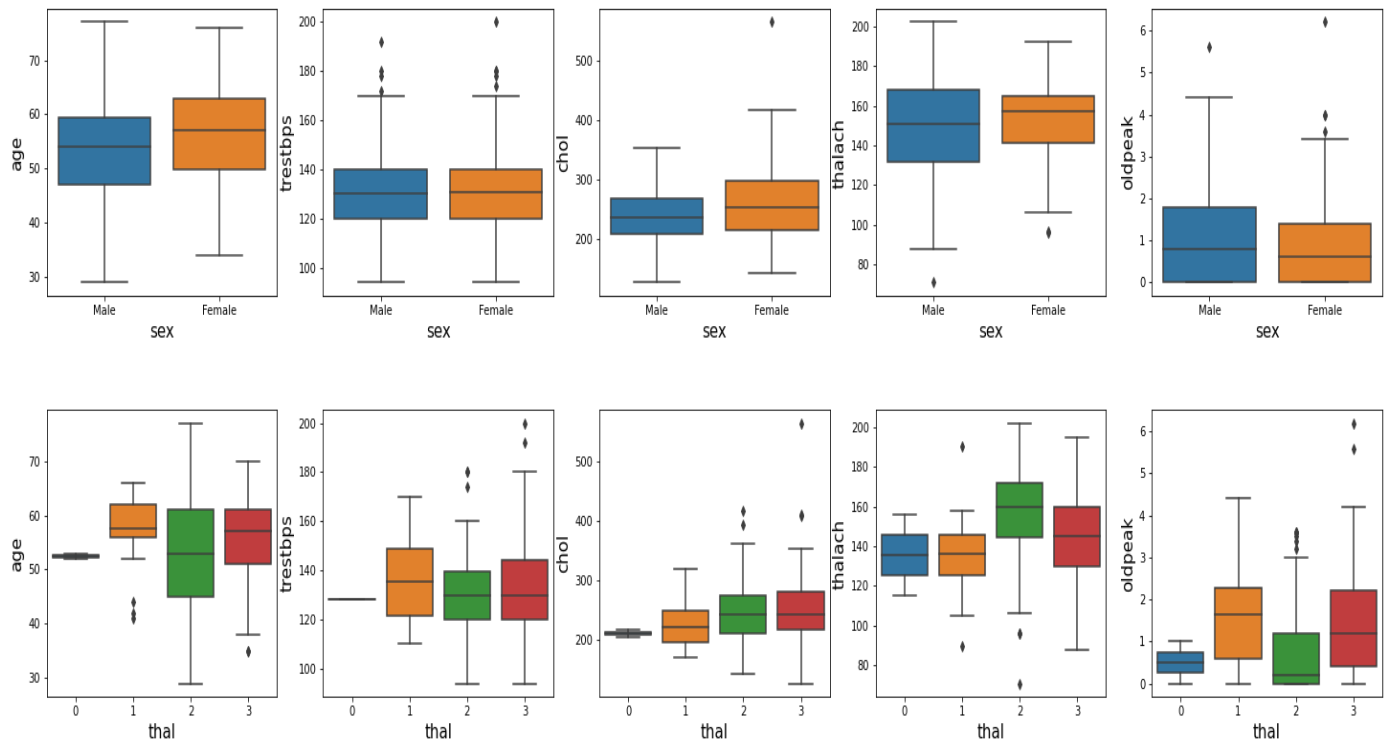 age
70
60
50
40
30
Male Female
sex
trestbps
200
180
160
140
120
100
Male Female
sex
chol
500
400
300
200
Male Female
sex
thalach
200
180
160
140
120
100
80
Male Female
sex
oldpeak
6
5
4
3
2
1
0
Male Female
sex
age
70
60
50
40
30
0 1 2 3
thal
trestbps
200
180
160
140
120
100
0 1 2 3
thal
chol
500
400
300
200
0 1 2 3
thal
thalach
200
180
160
140
120
100
80
0 1 2 3
thal
oldpeak
6
5
4
3
2
1
0
0 1 2 3
thal